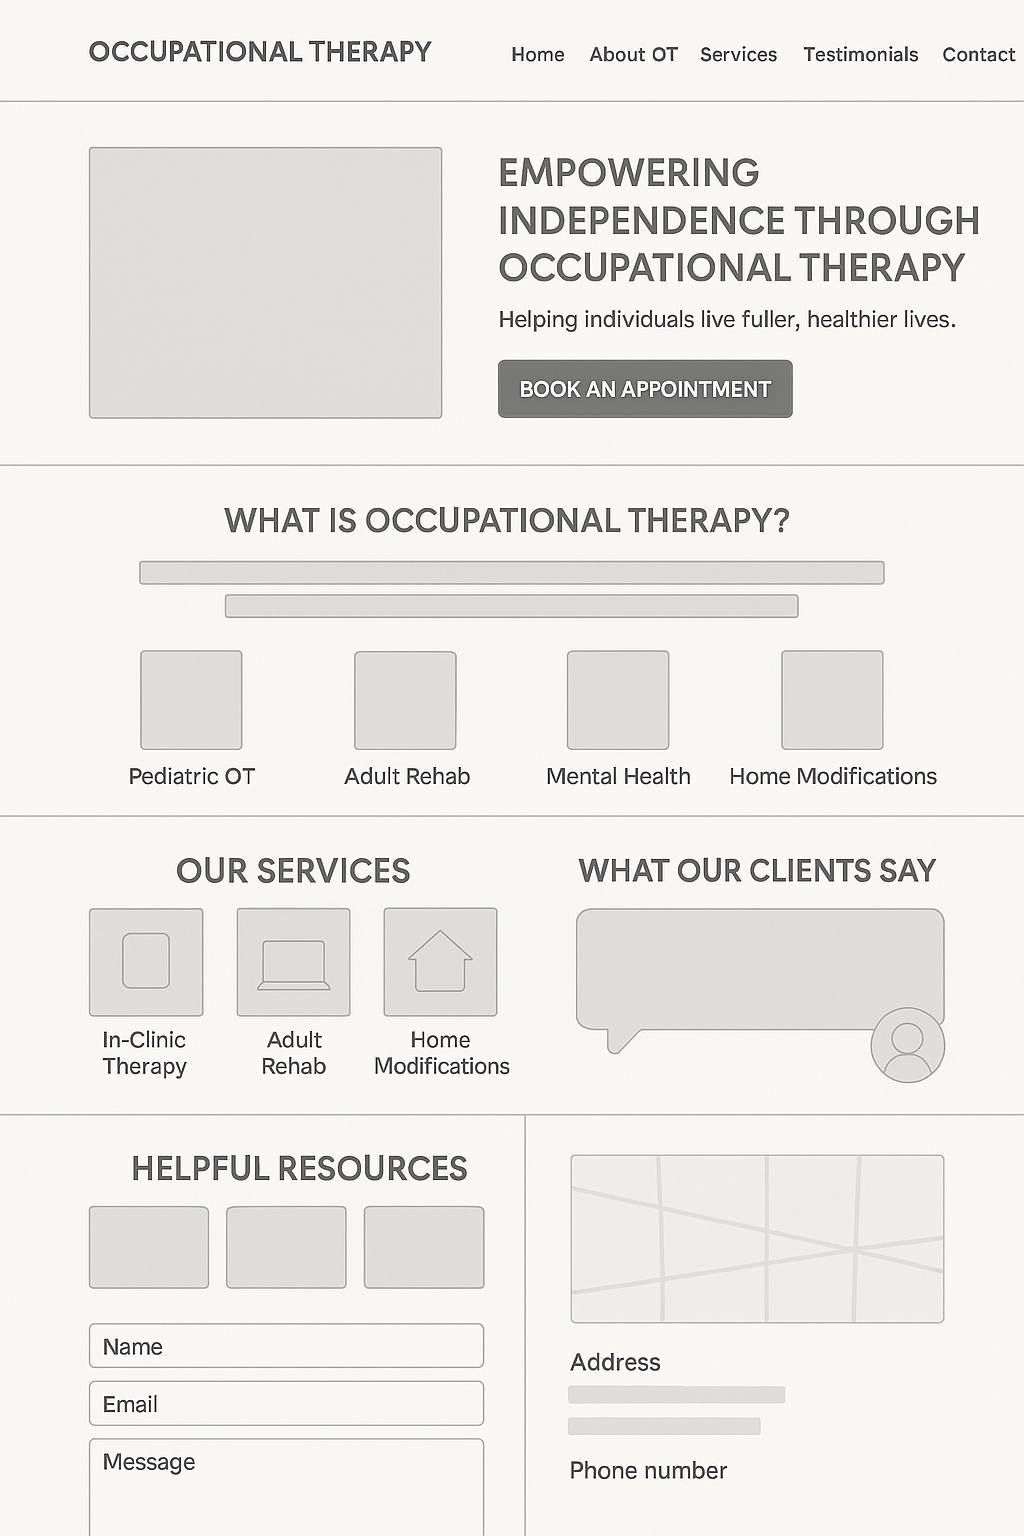 OCCUPATIONAL THERAPY
Home About OT Services Testimonials Contact
EMPOWERING
INDEPENDENCE THROUGH
OCCUPATIONAL THERAPY
Helping individuals live fuller, healthier lives.
BOOK AN APPOINTMENT
WHAT IS OCCUPATIONAL THERAPY?
Pediatric OT
Adult Rehab
Mental Health
Home Modifications
OUR SERVICES
In-Clinic
Therapy
Adult
Rehab
Home
Modifications
WHAT OUR CLIENTS SAY
HELPFUL RESOURCES
Name
Email
Message
Address
Phone number